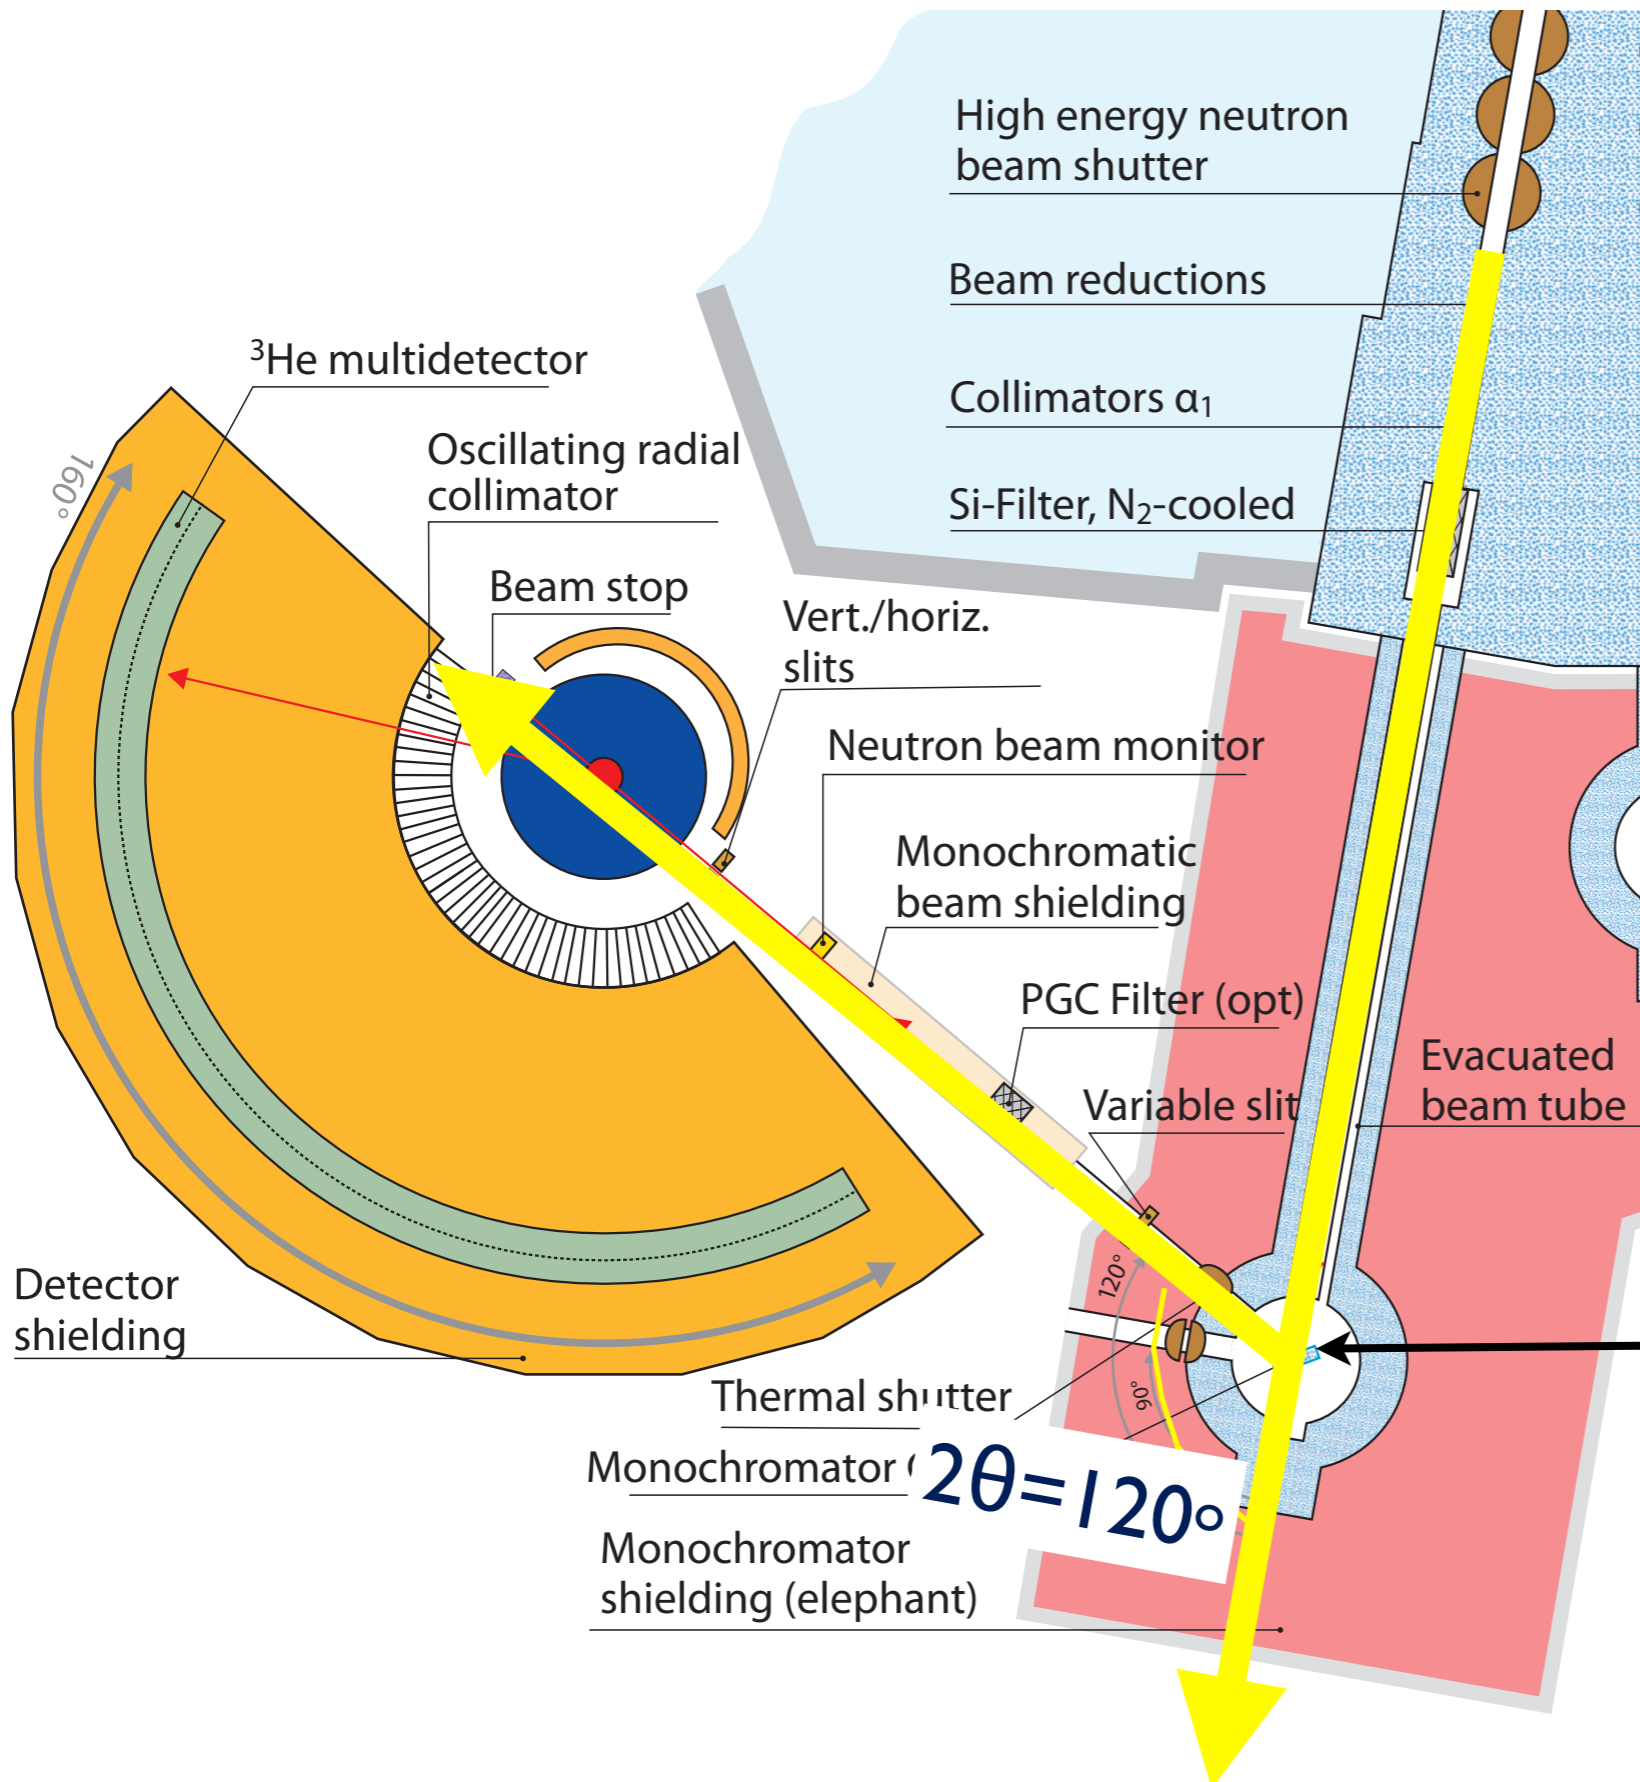 High energy neutron
beam shutter
Beam reductions
³He multidetector
Collimators α₁
Oscillating radial
collimator
160°
Si-Filter, N₂-cooled
Beam stop
Vert./horiz.
slits
Neutron beam monitor
Monochromatic
beam shielding
PGC Filter (opt)
Evacuated
beam tube
Variable slit
120°
Detector
shielding
90°
Thermal shutter
Monochromator
2θ=120°
Monochromator
shielding (elephant)